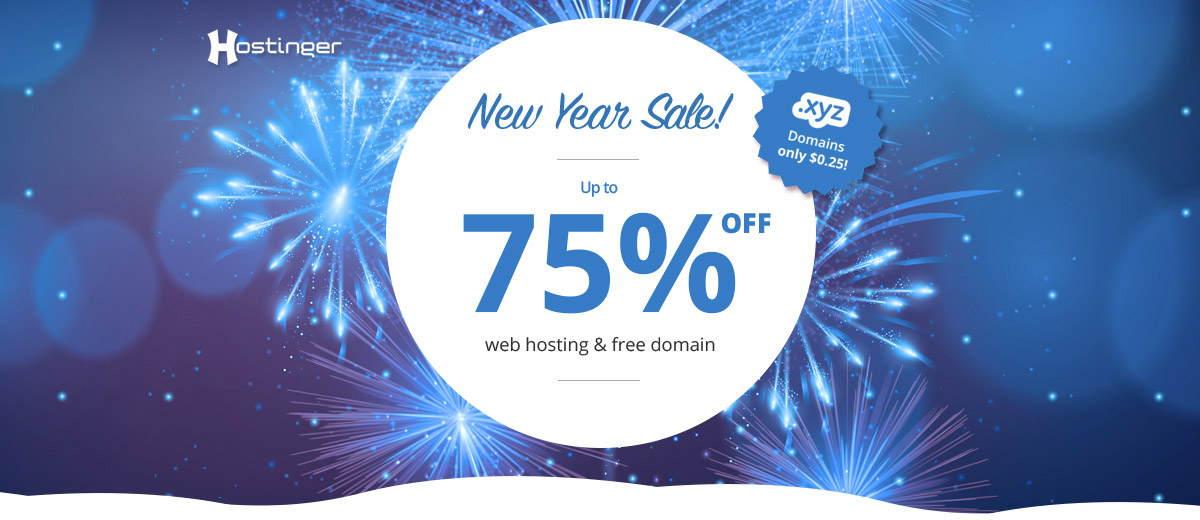 Hostinger
New Year Sale!
.xyz
Domains
only $0.25!
Up to
75% OFF
web hosting & free domain